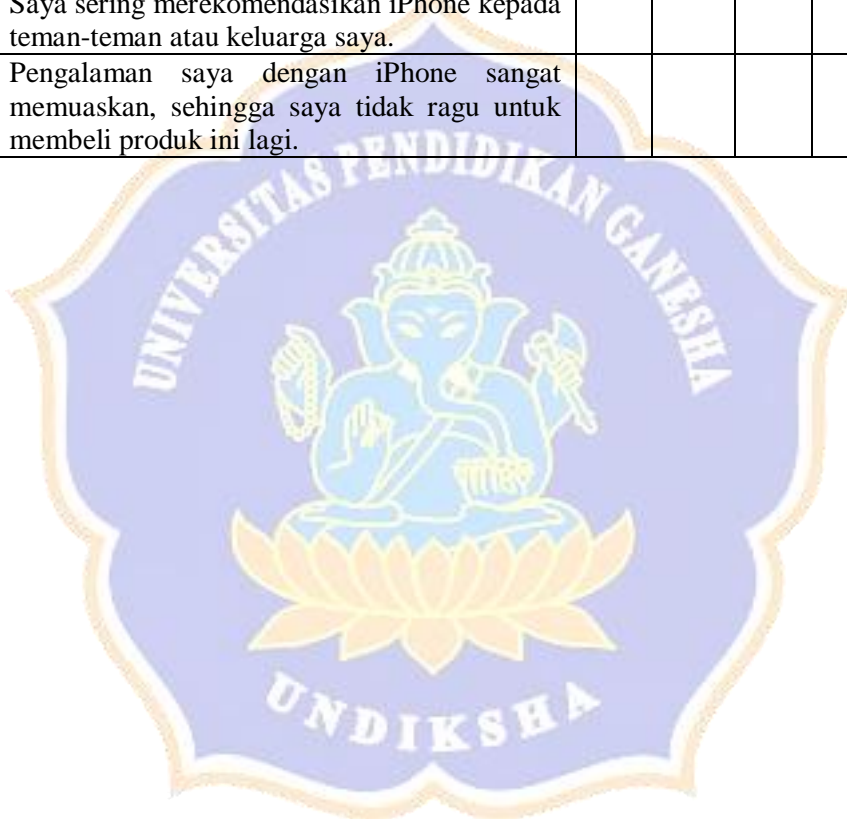 Saya sering merekomendasikan iPhone kepada
teman-teman atau keluarga saya.
Pengalaman saya dengan iPhone sangat
memuaskan, sehingga saya tidak ragu untuk
membeli produk ini lagi.
UNIVERSITAS PENDIDIKAN GANESHA
UNDIKSHA